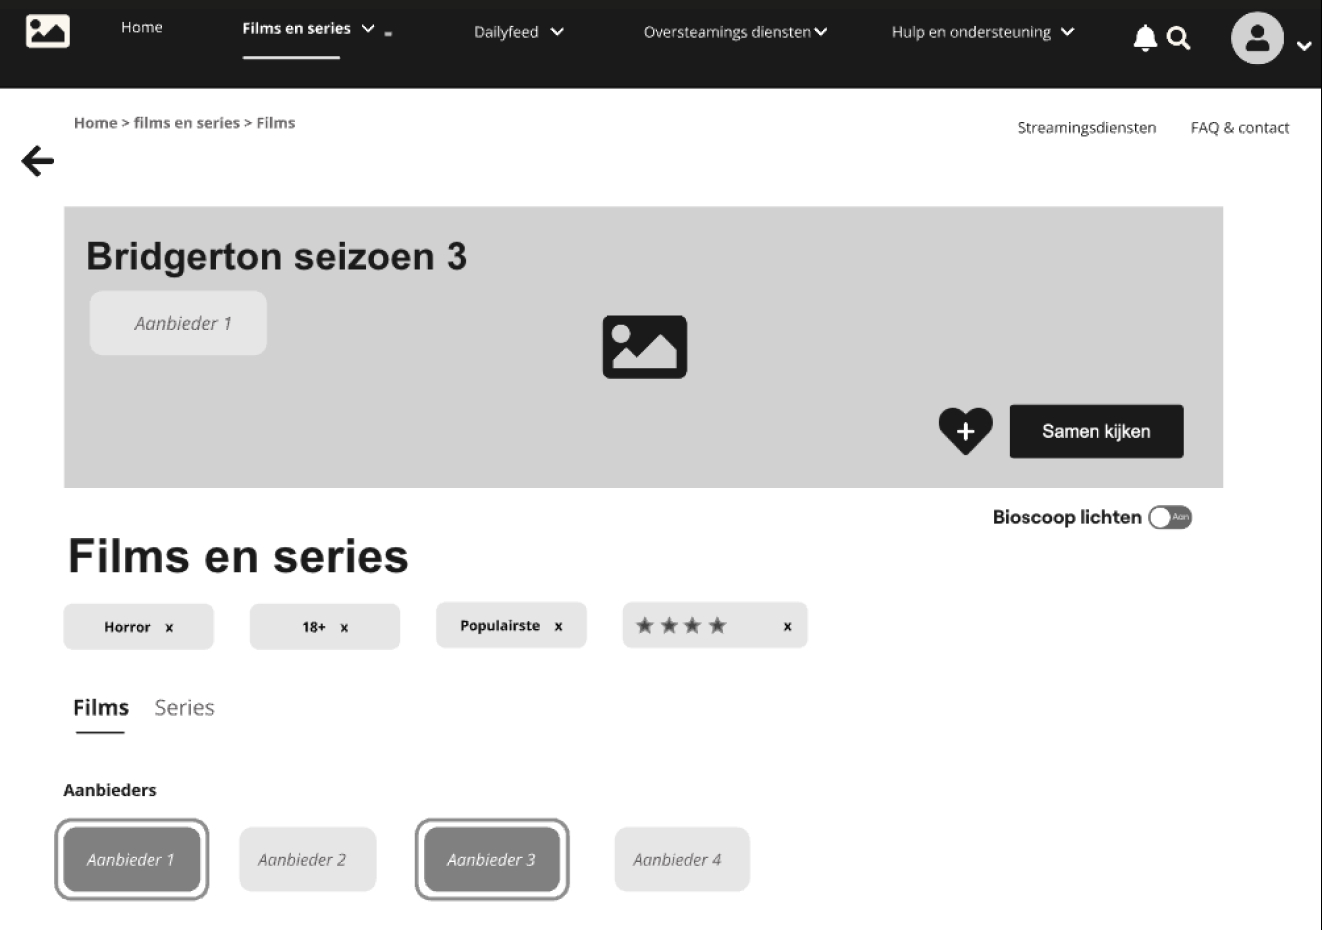 Home
Films en series
Dailyfeed
Oversteamings diensten
Hulp en ondersteuning
Home > films en series > Films
Streamingsdiensten
FAQ & contact
Bridgerton seizoen 3
Aanbieder 1
Samen kijken
Bioscoop lichten Aan
Films en series
Horror x
18+ x
Populairste x
x
Films
Series
Aanbieders
Aanbieder 1
Aanbieder 2
Aanbieder 3
Aanbieder 4